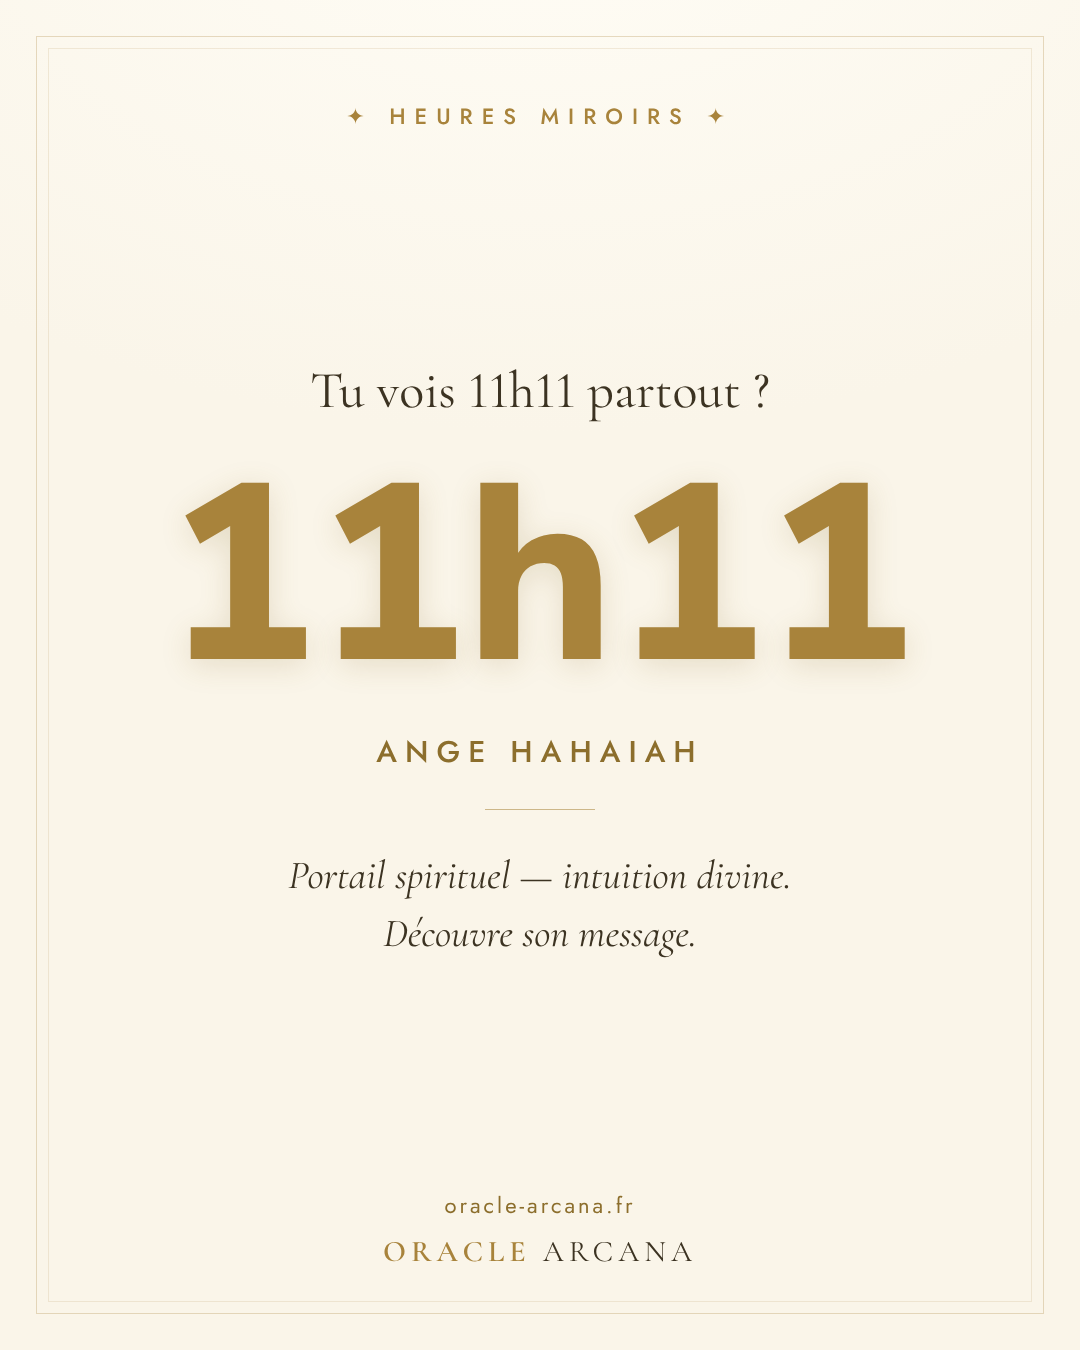 ✦ HEURES MIROIRS ✦
Tu vois 11h11 partout ?
11h11
ANGE HAHAIAH
Portail spirituel — intuition divine.
Découvre son message.
oracle-arcana.fr
ORACLE ARCANA